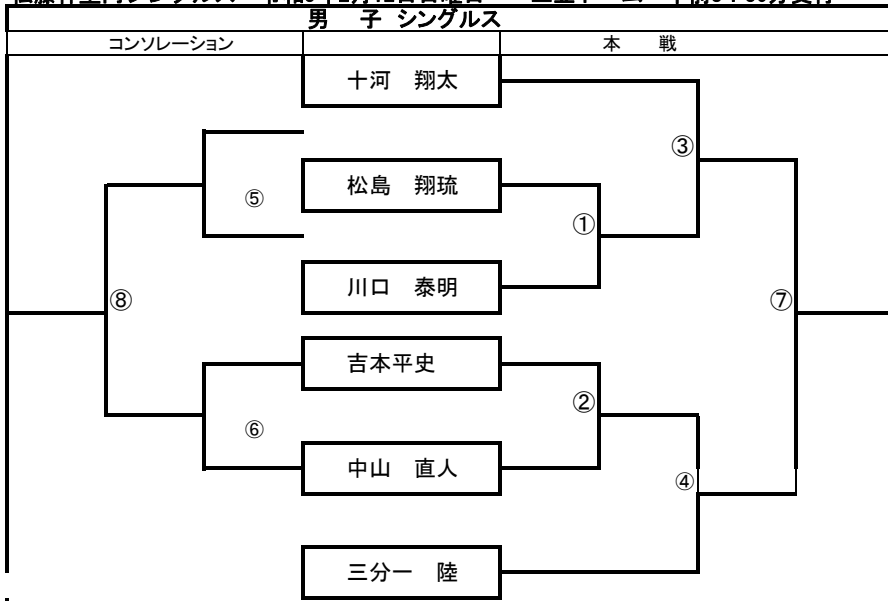 男 子 シングルス
コンソレーション 本 戦
十河 翔太
③
松島 翔琉
⑤
①
川口 泰明
⑧ ⑦
吉本平史
②
⑥
中山 直人
④
三分一 陸